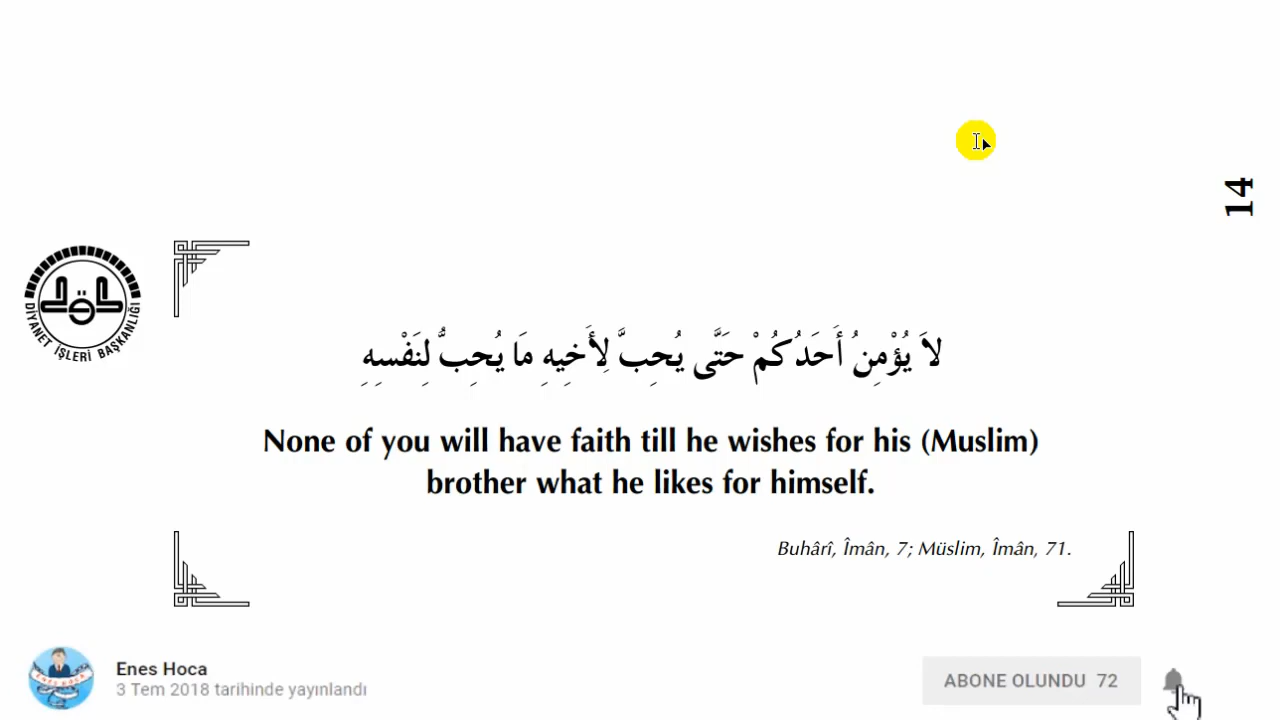 14
DİYANET İŞLERİ BAŞKANLIĞI
لاَ يُؤْمِنُ أَحَدُكُمْ حَتَّى يُحِبَّ لِأَخِيهِ مَا يُحِبُّ لِنَفْسِهِ
None of you will have faith till he wishes for his (Muslim)
brother what he likes for himself.
Buhârî, Îmân, 7; Müslim, Îmân, 71.
ENES HOCA
Enes Hoca
3 Tem 2018 tarihinde yayınlandı
ABONE OLUNDU 72